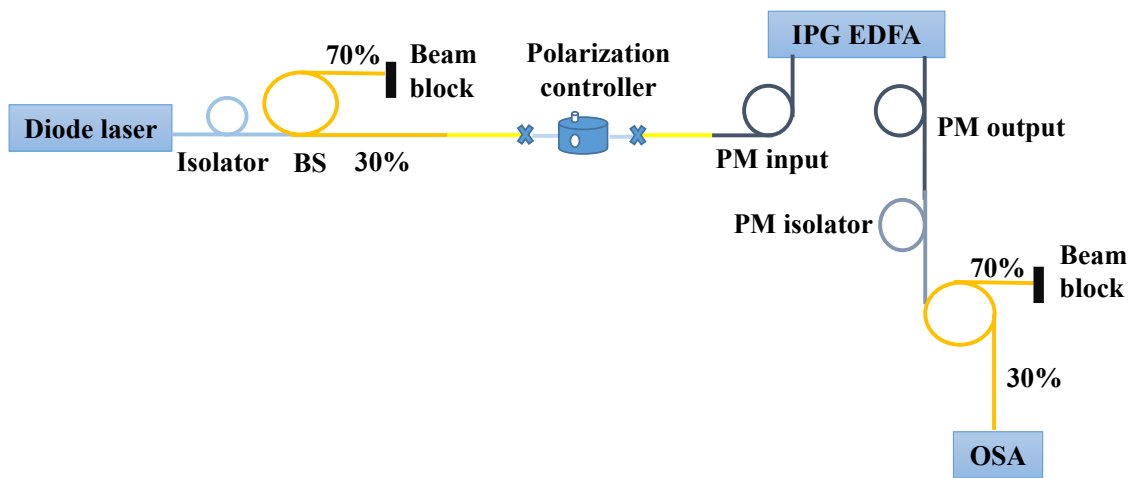 IPG EDFA
70%
Beam
block
Polarization
controller
Diode laser
Isolator
BS
30%
PM input
PM output
PM isolator
70%
Beam
block
30%
OSA